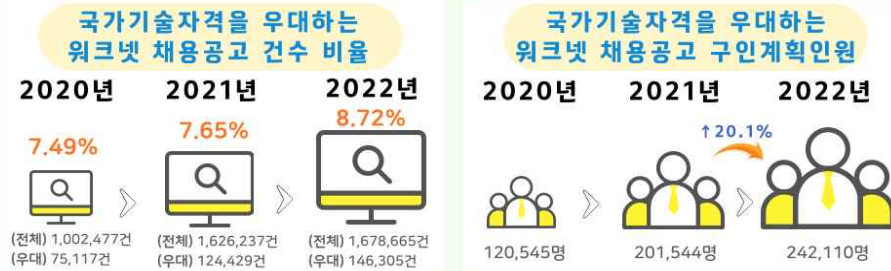 국가기술자격을 우대하는
워크넷 채용공고 건수 비율
2020년
2021년
2022년
7.49%
7.65%
8.72%
(전체) 1,002,477건
(우대) 75,117건
(전체) 1,626,237건
(우대) 124,429건
(전체) 1,678,665건
(우대) 146,305건
국가기술자격을 우대하는
워크넷 채용공고 구인계획인원
2020년
2021년
2022년
↑20.1%
120,545명
201,544명
242,110명